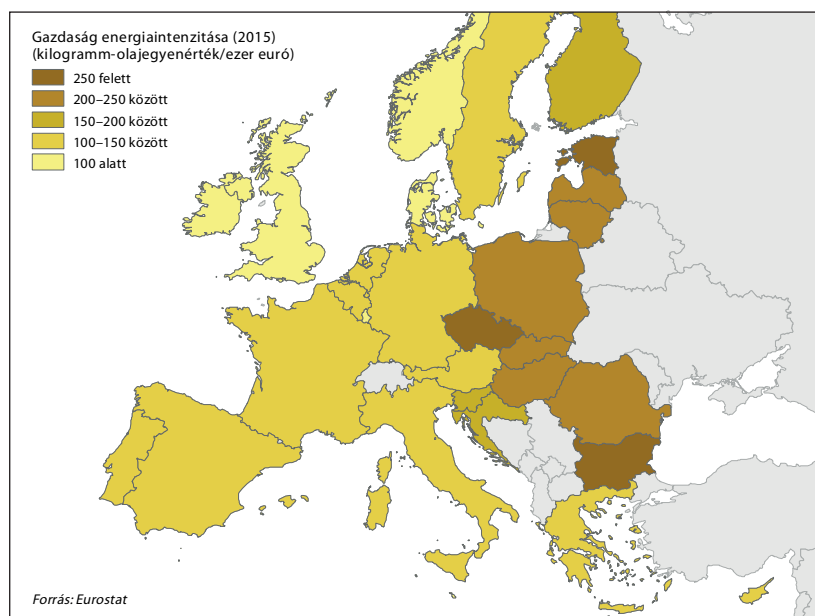 Gazdaság energiaintenzitása (2015)
(kilogramm-olajegyenérték/ezer euró)
250 felett
200–250 között
150–200 között
100–150 között
100 alatt
Forrás: Eurostat